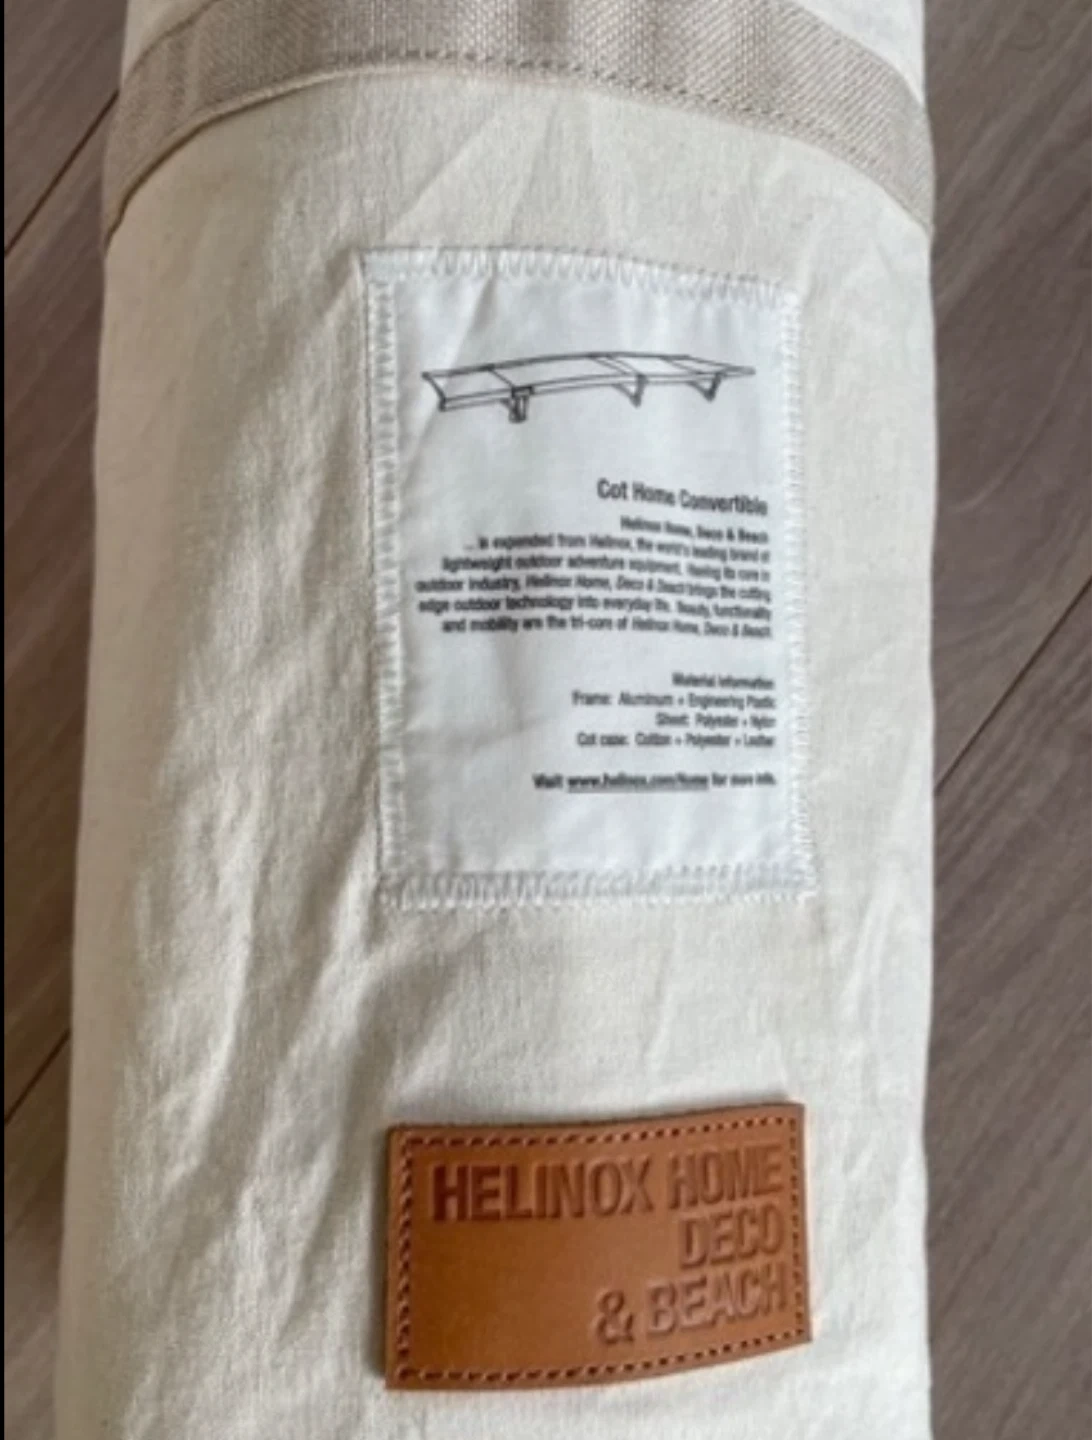 Cot Home Convertible
Helinox Home, Deco & Beach
... is expended from Helinox, the world's leading brand of
lightweight outdoor adventure equipment. Having its core in
outdoor industry, Helinox Home, Deco & Beach brings the cutting
edge outdoor technology into everyday life. Beauty, functionality
and mobility are the tri-core of Helinox Home, Deco & Beach.
Material Information
Frame: Aluminum + Engineering Plastic
Sheet: Polyester + Nylon
Cot case: Cotton + Polyester + Leather
Visit www.helinox.com/home for more info.
HELINOX HOME
DECO
& BEACH